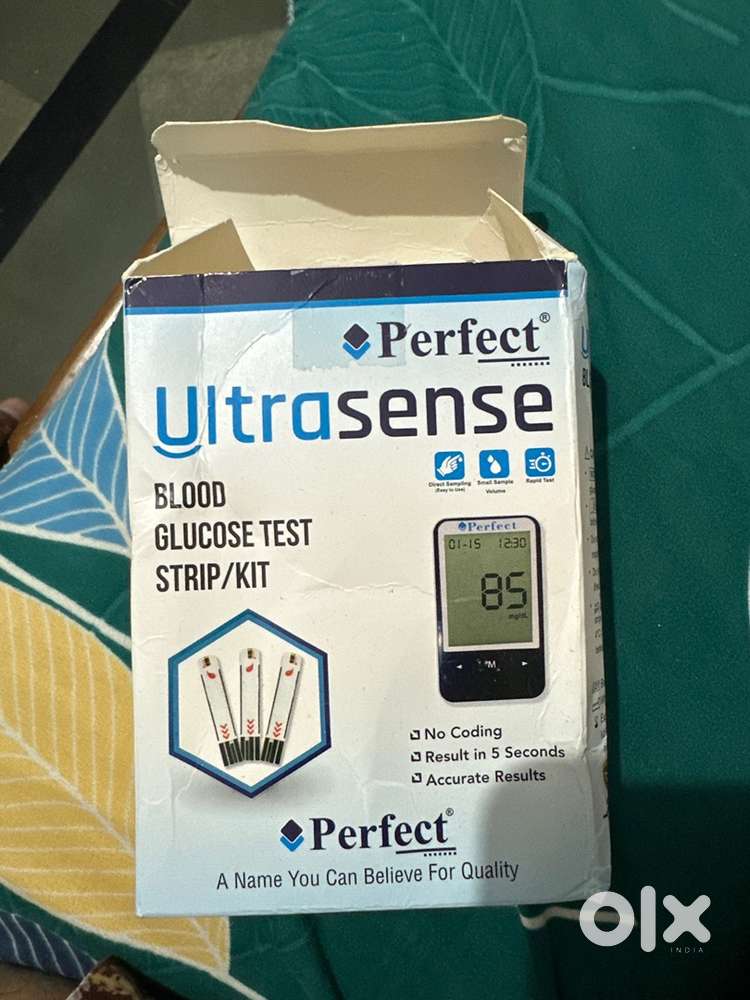 Perfect®
Ultrasense
Direct Sampling
(Easy to Use)
Small Sample
Volume
Rapid Test
BLOOD
GLUCOSE TEST
STRIP/KIT
Perfect
01-15 12:30
85
mg/dL
M
No Coding
Result in 5 Seconds
Accurate Results
Perfect®
A Name You Can Believe For Quality
olx
INDIA